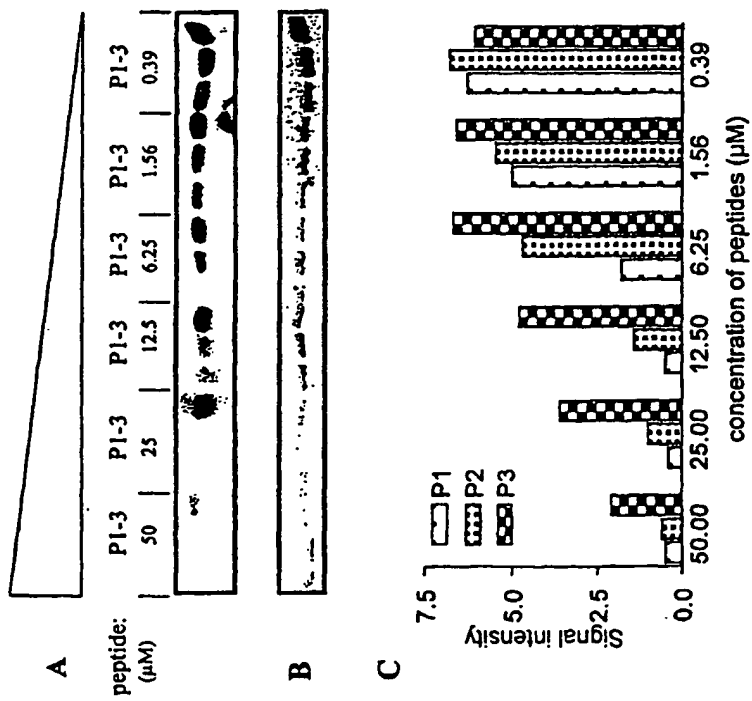 A
P1-3 P1-3 P1-3 P1-3 P1-3 P1-3
peptide: 50 25 12.5 6.25 1.56 0.39
(µM)
B
C
7.5
5.0
2.5
0.0
Signal intensity
P1
P2
P3
50.00 25.00 12.50 6.25 1.56 0.39
concentration of peptides (µM)